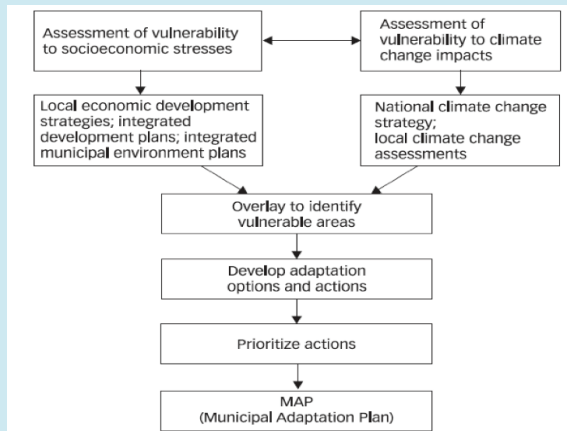 Assessment of vulnerability
to socioeconomic stresses
Assessment of
vulnerability to climate
change impacts
Local economic development
strategies; integrated
development plans; integrated
municipal environment plans
National climate change
strategy;
local climate change
assessments
Overlay to identify
vulnerable areas
Develop adaptation
options and actions
Prioritize actions
MAP
(Municipal Adaptation Plan)